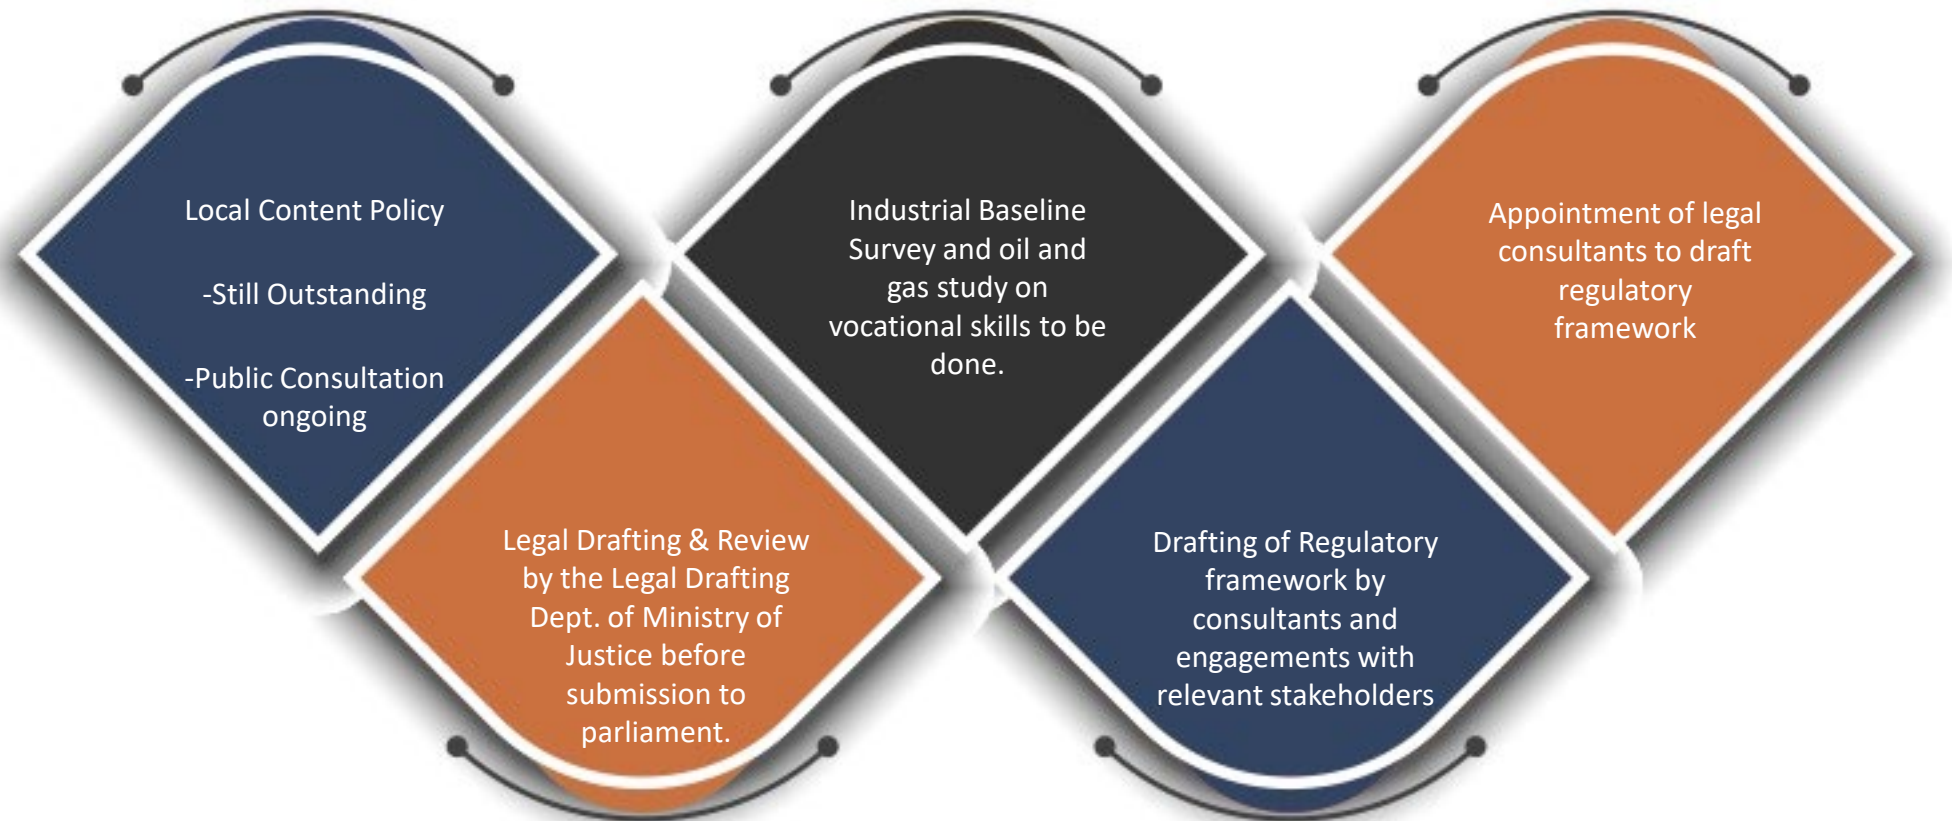 Local Content Policy
-Still Outstanding
-Public Consultation
ongoing
Legal Drafting & Review
by the Legal Drafting
Dept. of Ministry of
Justice before
submission to
parliament.
Industrial Baseline
Survey and oil and
gas study on
vocational skills to be
done.
Drafting of Regulatory
framework by
consultants and
engagements with
relevant stakeholders
Appointment of legal
consultants to draft
regulatory
framework